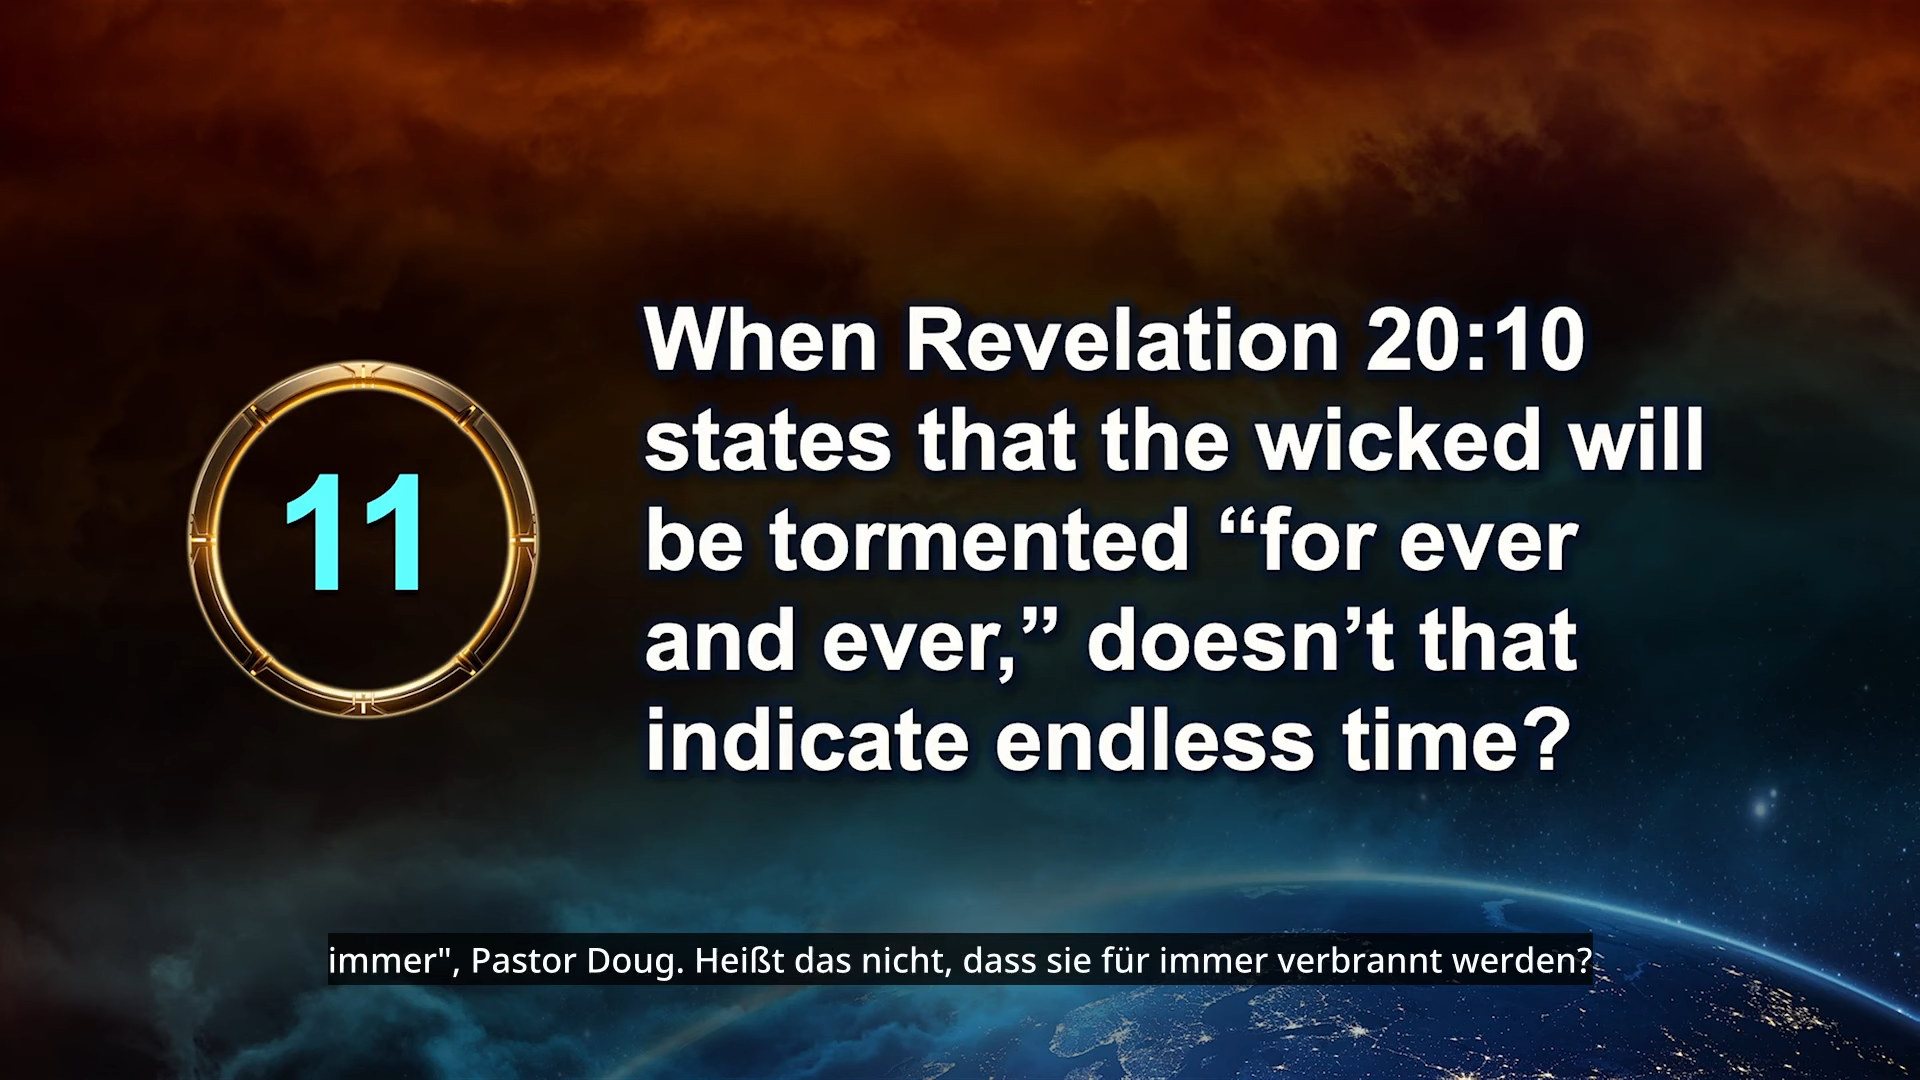 11
When Revelation 20:10
states that the wicked will
be tormented “for ever
and ever,” doesn’t that
indicate endless time?
immer", Pastor Doug. Heißt das nicht, dass sie für immer verbrannt werden?